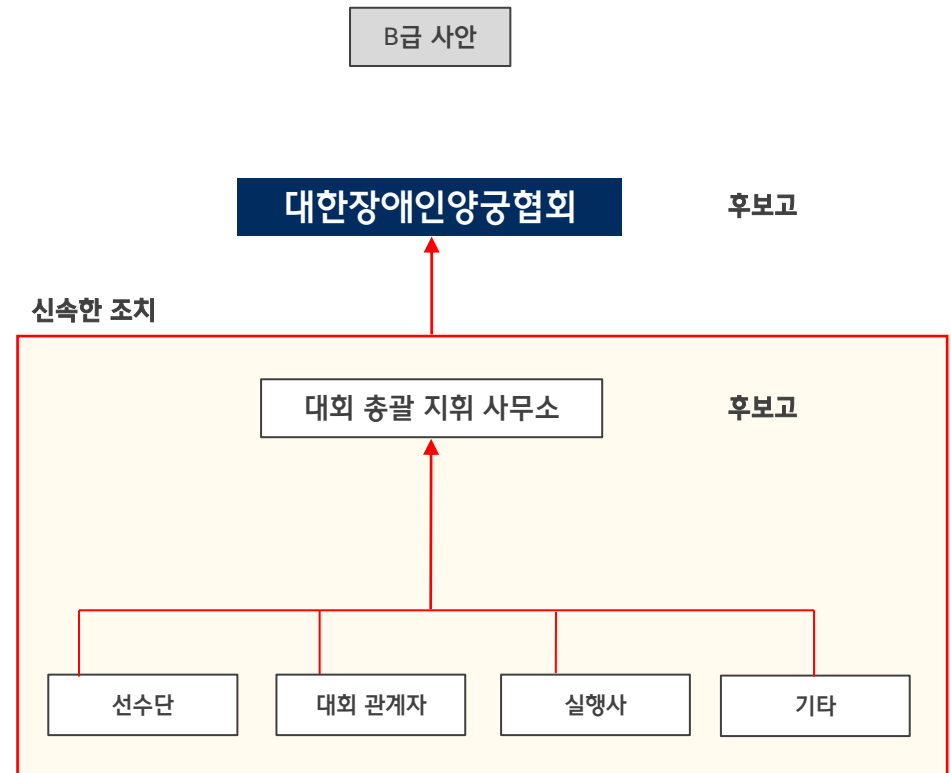 B급 사안
대한장애인양궁협회
후보고
신속한 조치
대회 총괄 지휘 사무소
후보고
선수단
대회 관계자
실행사
기타